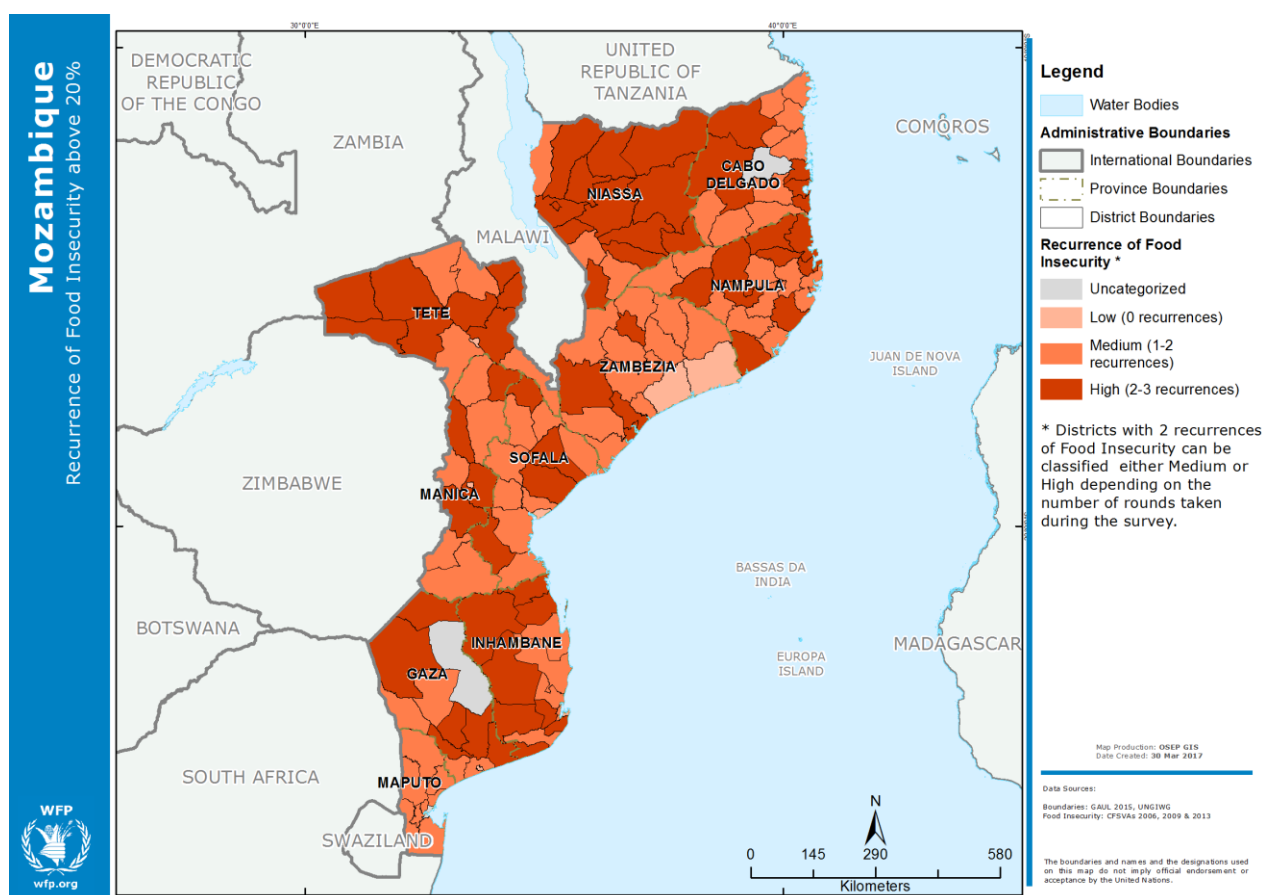 Mozambique
Recurrence of Food Insecurity above 20%
WFP
wfp.org
30°0'0"E
40°0'0"E
DEMOCRATIC
REPUBLIC
OF THE CONGO
ZAMBIA
UNITED
REPUBLIC OF
TANZANIA
COMOROS
MALAWI
NIASSA
CABO
DELGADO
NAMPULA
TETE
ZAMBEZIA
JUAN DE NOVA
ISLAND
SOFALA
ZIMBABWE
MANICA
BASSAS DA
INDIA
BOTSWANA
INHAMBANE
MADAGASCAR
GAZA
EUROPA
ISLAND
SOUTH AFRICA
MAPUTO
SWAZILAND
N
0 145 290 580
Kilometers
Legend
Water Bodies
Administrative Boundaries
International Boundaries
Province Boundaries
District Boundaries
Recurrence of Food
Insecurity *
Uncategorized
Low (0 recurrences)
Medium (1-2
recurrences)
High (2-3 recurrences)
* Districts with 2 recurrences
of Food Insecurity can be
classified either Medium or
High depending on the
number of rounds taken
during the survey.
Map Production: OSEP GIS
Date Created: 30 Mar 2017
Data Sources:
Boundaries: GAUL 2015, UNGIWG
Food Insecurity: CFSVAs 2006, 2009 & 2013
The boundaries and names and the designations used
on this map do not imply official endorsement or
acceptance by the United Nations.